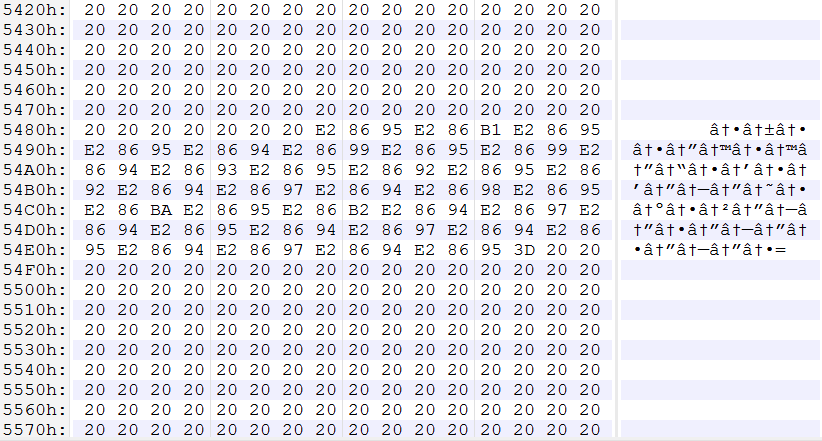 5420h: 20 20 20 20 20 20 20 20 20 20 20 20 20 20 20 20
5430h: 20 20 20 20 20 20 20 20 20 20 20 20 20 20 20 20
5440h: 20 20 20 20 20 20 20 20 20 20 20 20 20 20 20 20
5450h: 20 20 20 20 20 20 20 20 20 20 20 20 20 20 20 20
5460h: 20 20 20 20 20 20 20 20 20 20 20 20 20 20 20 20
5470h: 20 20 20 20 20 20 20 20 20 20 20 20 20 20 20 20
5480h: 20 20 20 20 20 20 20 E2 86 95 E2 86 B1 E2 86 95 â†•â†±â†•
5490h: E2 86 95 E2 86 94 E2 86 99 E2 86 95 E2 86 99 E2 â†•â†”â†™â†•â†™â
54A0h: 86 94 E2 86 93 E2 86 95 E2 86 92 E2 86 95 E2 86 †”â†“â†•â†’â†•â†
54B0h: 92 E2 86 94 E2 86 97 E2 86 94 E2 86 98 E2 86 95 ’â†”â†—â†”â†˜â†•
54C0h: E2 86 BA E2 86 95 E2 86 B2 E2 86 94 E2 86 97 E2 â†ºâ†•â†²â†”â†—â
54D0h: 86 94 E2 86 95 E2 86 94 E2 86 97 E2 86 94 E2 86 †”â†•â†”â†—â†”â†
54E0h: 95 E2 86 94 E2 86 97 E2 86 94 E2 86 95 3D 20 20 •â†”â†—â†”â†•=
54F0h: 20 20 20 20 20 20 20 20 20 20 20 20 20 20 20 20
5500h: 20 20 20 20 20 20 20 20 20 20 20 20 20 20 20 20
5510h: 20 20 20 20 20 20 20 20 20 20 20 20 20 20 20 20
5520h: 20 20 20 20 20 20 20 20 20 20 20 20 20 20 20 20
5530h: 20 20 20 20 20 20 20 20 20 20 20 20 20 20 20 20
5540h: 20 20 20 20 20 20 20 20 20 20 20 20 20 20 20 20
5550h: 20 20 20 20 20 20 20 20 20 20 20 20 20 20 20 20
5560h: 20 20 20 20 20 20 20 20 20 20 20 20 20 20 20 20
5570h: 20 20 20 20 20 20 20 20 20 20 20 20 20 20 20 20